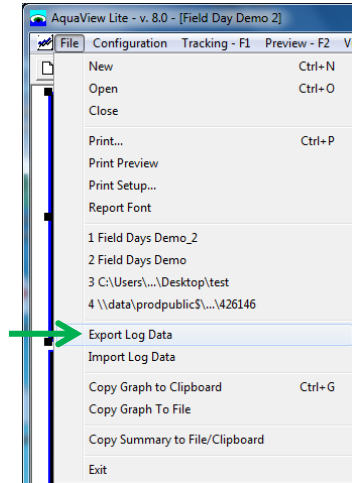 AquaView Lite - v. 8.0 - [Field Day Demo 2]
File Configuration Tracking - F1 Preview - F2 V
New Ctrl+N
Open Ctrl+O
Close
Print... Ctrl+P
Print Preview
Print Setup...
Report Font
1 Field Days Demo_2
2 Field Days Demo
3 C:\Users\...\Desktop\test
4 \\data\prodpublic$\...\426146
Export Log Data
Import Log Data
Copy Graph to Clipboard Ctrl+G
Copy Graph To File
Copy Summary to File/Clipboard
Exit